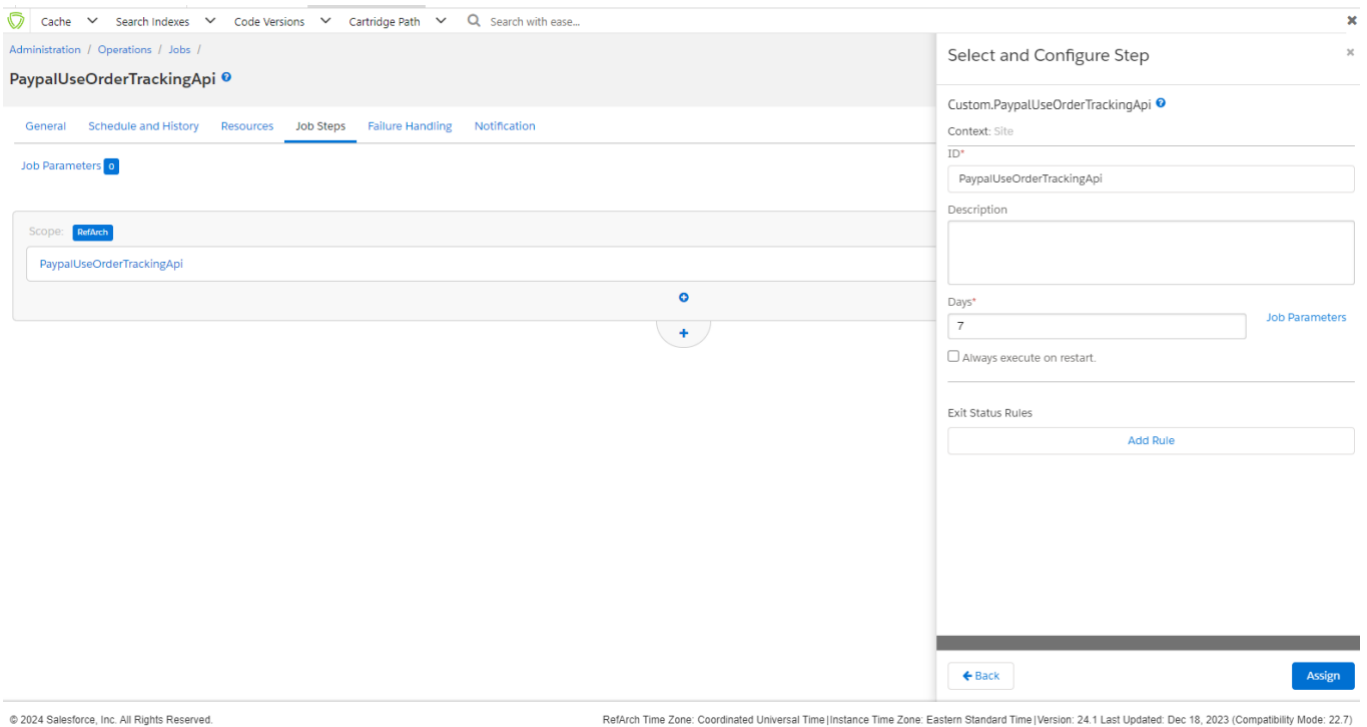 Cache Search Indexes Code Versions Cartridge Path Search with ease...
Administration / Operations / Jobs /
PaypalUseOrderTrackingApi
General Schedule and History Resources Job Steps Failure Handling Notification
Job Parameters 0
Scope: RefArch
PaypalUseOrderTrackingApi
Select and Configure Step
Custom.PaypalUseOrderTrackingApi
Context: Site
ID*
PaypalUseOrderTrackingApi
Description
Days*
7
Job Parameters
Always execute on restart.
Exit Status Rules
Add Rule
Back
Assign
© 2024 Salesforce, Inc. All Rights Reserved.
RefArch Time Zone: Coordinated Universal Time|Instance Time Zone: Eastern Standard Time|Version: 24.1 Last Updated: Dec 18, 2023 (Compatibility Mode: 22.7)